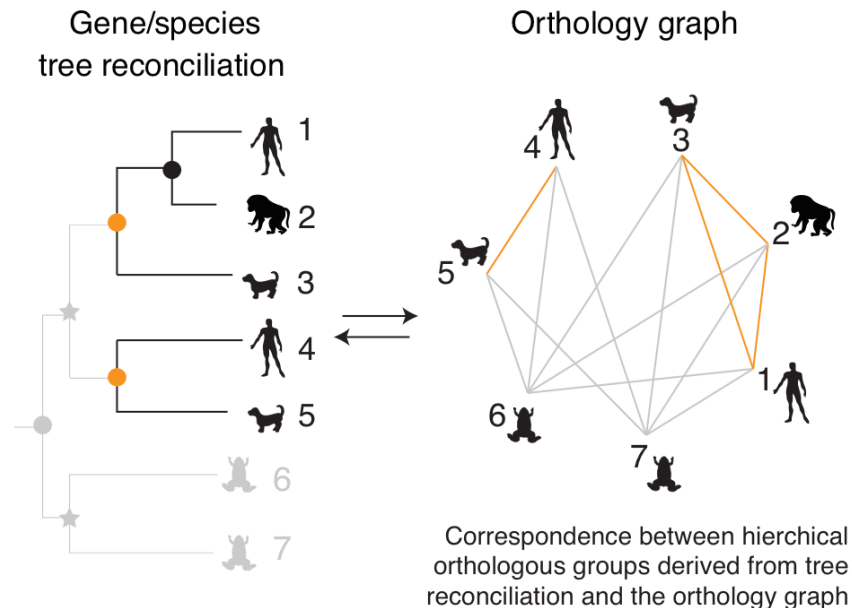 Gene/species
tree reconciliation
Orthology graph
1
2
3
4
5
6
7
4
3
2
5
1
6
7
Correspondence between hierchical
orthologous groups derived from tree
reconciliation and the orthology graph